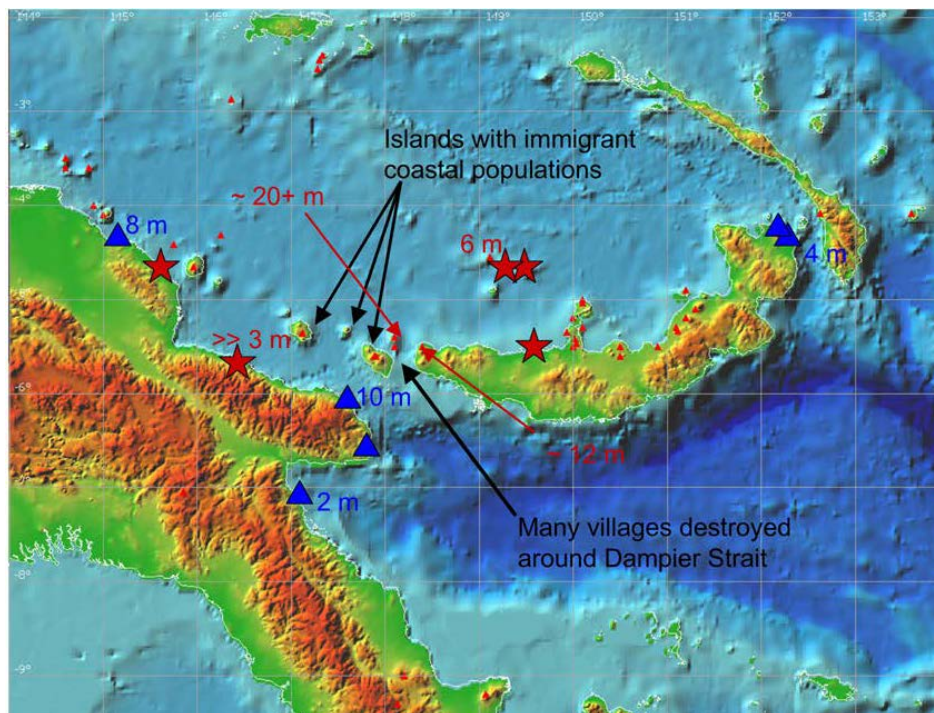 144° 145° 146° 148° 149° 150° 151° 152° 153°
-3°
Islands with immigrant
coastal populations
~ 20+ m
-4°
8 m
6 m
4 m
>> 3 m
-6°
10 m
~ 12 m
2 m
Many villages destroyed
around Dampier Strait
-8°
-9°